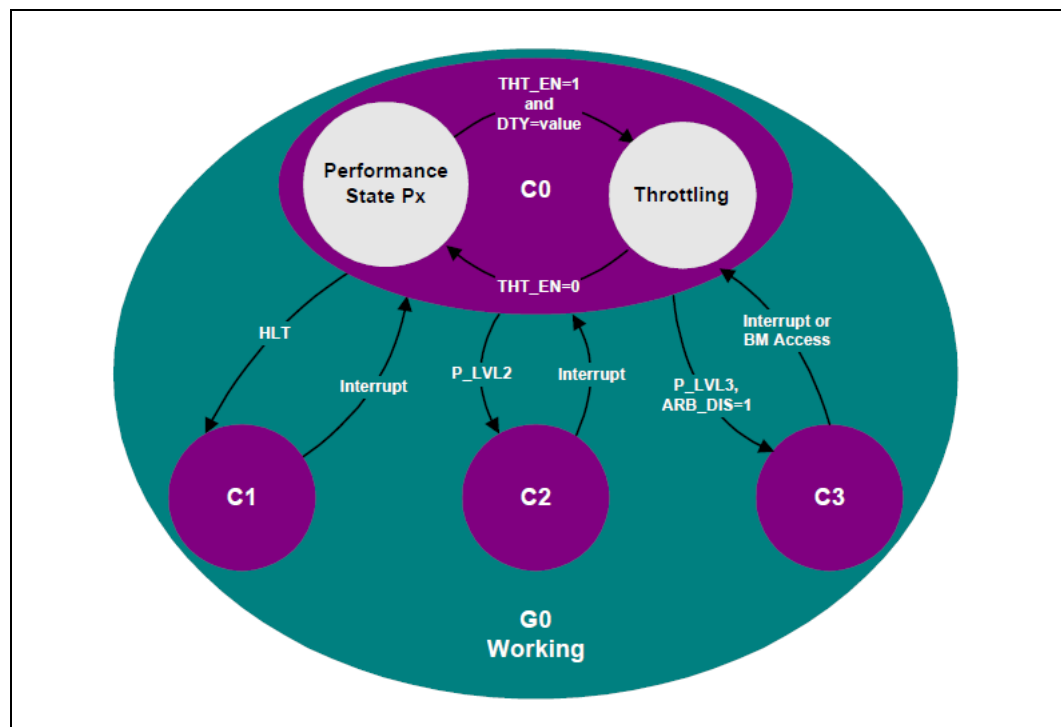 THT_EN=1
and
DTY=value
Performance
State Px
C0
Throttling
THT_EN=0
HLT
Interrupt
P_LVL2
Interrupt
P_LVL3,
ARB_DIS=1
Interrupt or
BM Access
C1
C2
C3
G0
Working